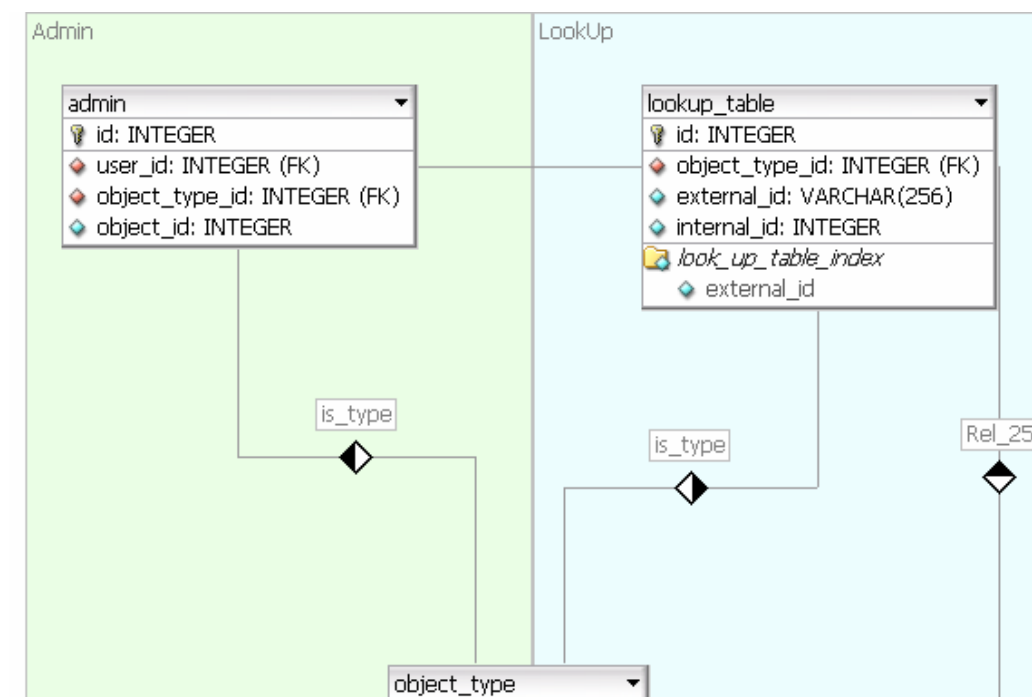 Admin
LookUp
admin
id: INTEGER
user_id: INTEGER (FK)
object_type_id: INTEGER (FK)
object_id: INTEGER
lookup_table
id: INTEGER
object_type_id: INTEGER (FK)
external_id: VARCHAR(256)
internal_id: INTEGER
look_up_table_index
external_id
is_type
is_type
Rel_25
object_type